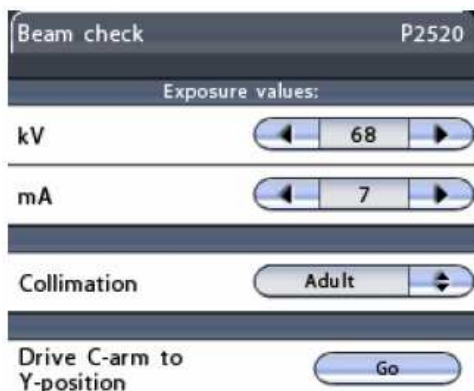 Beam check P2520
Exposure values:
kV 68
mA 7
Collimation Adult
Drive C-arm to Go
Y-position